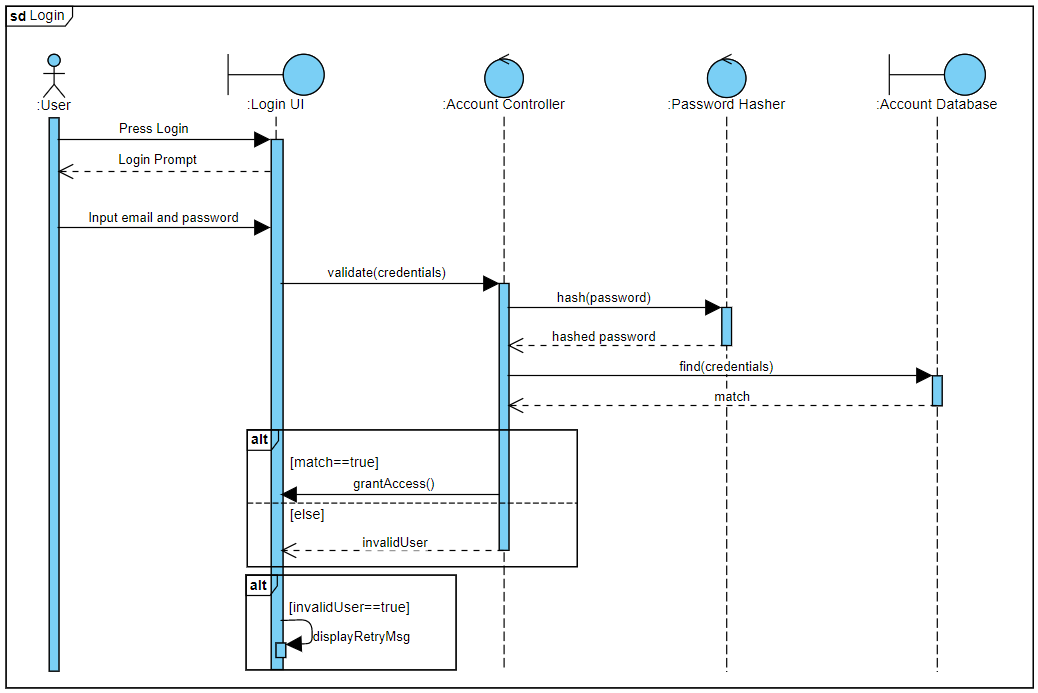 sd Login
:User
:Login UI
:Account Controller
:Password Hasher
:Account Database
Press Login
Login Prompt
Input email and password
validate(credentials)
hash(password)
hashed password
find(credentials)
match
alt
[match==true]
grantAccess()
[else]
invalidUser
alt
[invalidUser==true]
displayRetryMsg